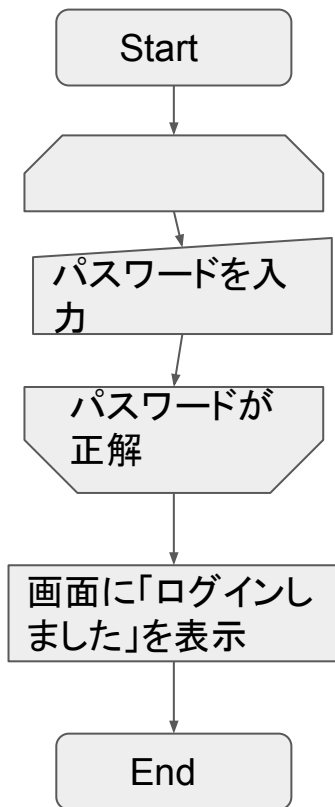 Start
パスワードを入
力
パスワードが
正解
画面に「ログインし
ました」を表示
End